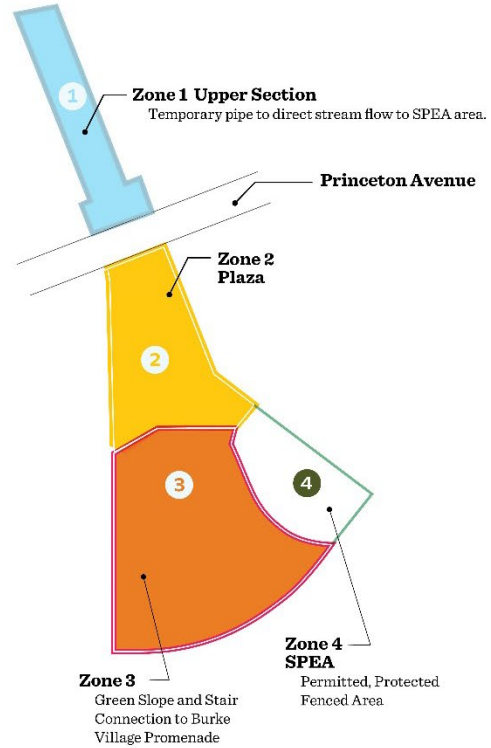 1
Zone 1 Upper Section
Temporary pipe to direct stream flow to SPEA area.
Princeton Avenue
Zone 2
Plaza
2
3
4
Zone 4
SPEA
Permitted, Protected
Fenced Area
Zone 3
Green Slope and Stair
Connection to Burke
Village Promenade